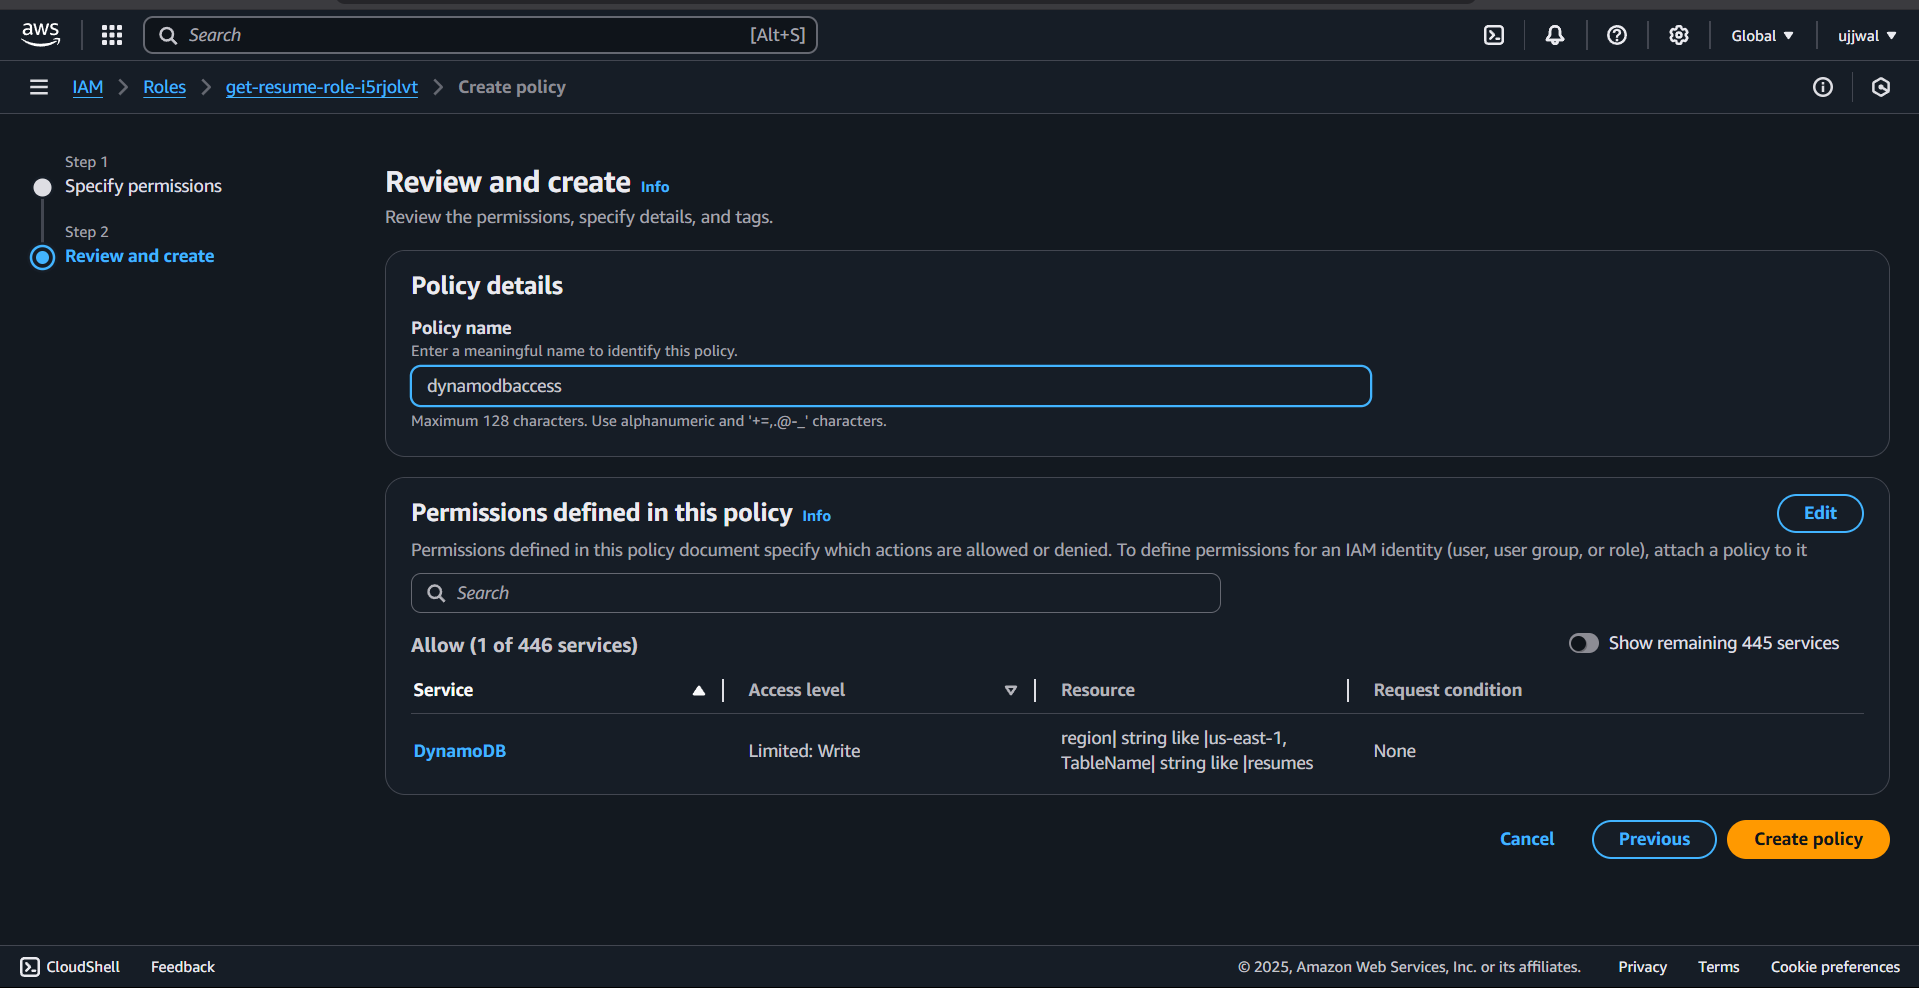 aws
Search
[Alt+S]
Global
ujjwal
IAM
Roles
get-resume-role-i5rjolvt
Create policy
Step 1
Specify permissions
Step 2
Review and create
Review and create Info
Review the permissions, specify details, and tags.
Policy details
Policy name
Enter a meaningful name to identify this policy.
dynamodbaccess
Maximum 128 characters. Use alphanumeric and '+=,.@-_' characters.
Permissions defined in this policy Info
Edit
Permissions defined in this policy document specify which actions are allowed or denied. To define permissions for an IAM identity (user, user group, or role), attach a policy to it
Search
Allow (1 of 446 services)
Show remaining 445 services
Service
Access level
Resource
Request condition
DynamoDB
Limited: Write
region| string like |us-east-1,
TableName| string like |resumes
None
Cancel
Previous
Create policy
CloudShell
Feedback
© 2025, Amazon Web Services, Inc. or its affiliates.
Privacy
Terms
Cookie preferences